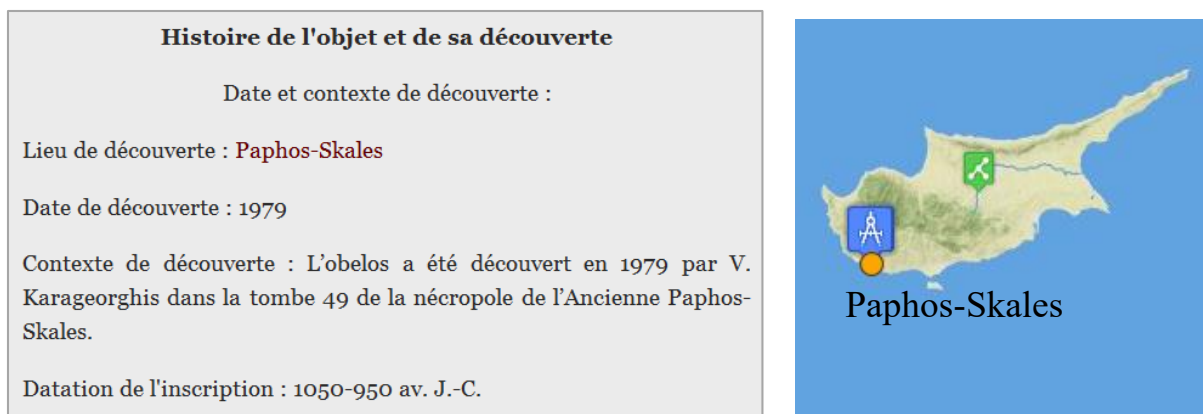 Histoire de l'objet et de sa découverte
Date et contexte de découverte :
Lieu de découverte : Paphos-Skales
Date de découverte : 1979
Contexte de découverte : L’obelos a été découvert en 1979 par V.
Karageorghis dans la tombe 49 de la nécropole de l’Ancienne Paphos-
Skales.
Datation de l'inscription : 1050-950 av. J.-C.
Paphos-Skales